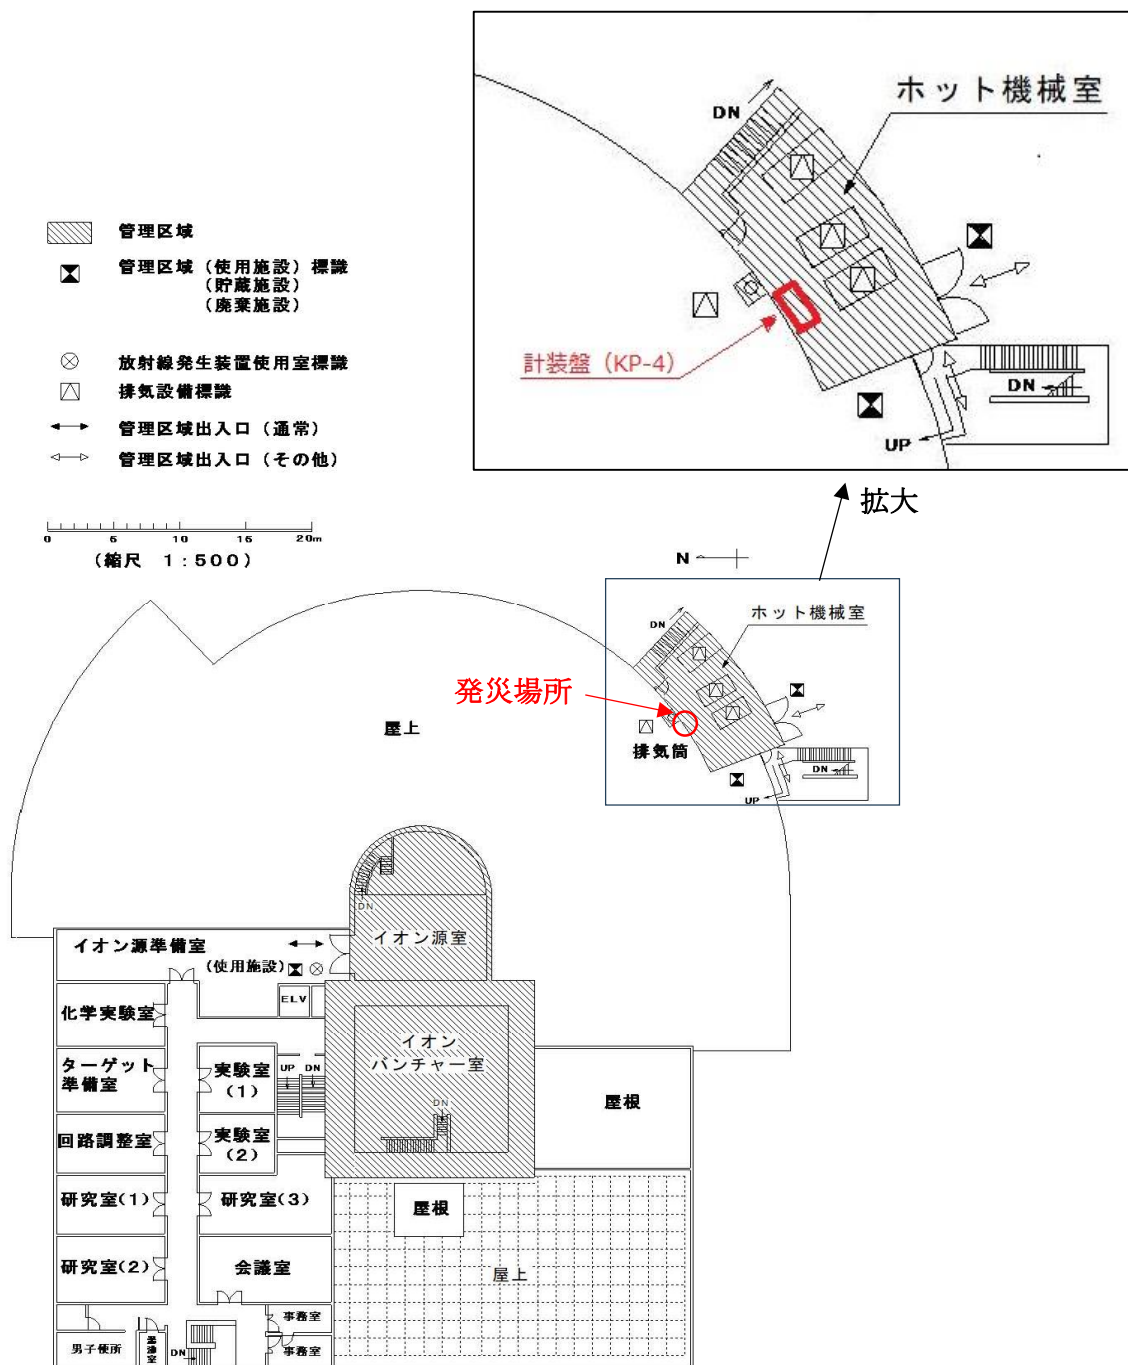 ホット機械室
DN
計装盤（KP-4）
DN
UP
管理区域
管理区域（使用施設）標識
（貯蔵施設）
（廃棄施設）
放射線発生装置使用室標識
排気設備標識
管理区域出入口（通常）
管理区域出入口（その他）
0 5 10 15 20m
（縮尺 1：500）
拡大
N
ホット機械室
DN
発災場所
屋上
排気筒
DN
UP
DN
イオン源準備室
イオン源室
（使用施設）
ELV
化学実験室
イオン
バンチャー室
ターゲット
準備室
実験室
（1）
UP DN
屋根
DN
回路調整室
実験室
（2）
研究室（1）
研究室（3）
屋根
研究室（2）
会議室
屋上
事務室
男子便所
DN
事務室